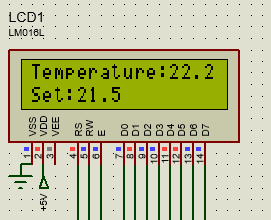 LCD1
LM016L
Temperature:22.2
Set:21.5
VSS VDD VEE RS RW E D0 D1 D2 D3 D4 D5 D6 D7
1 2 3 4 5 6 7 8 9 10 11 12 13 14
+5V